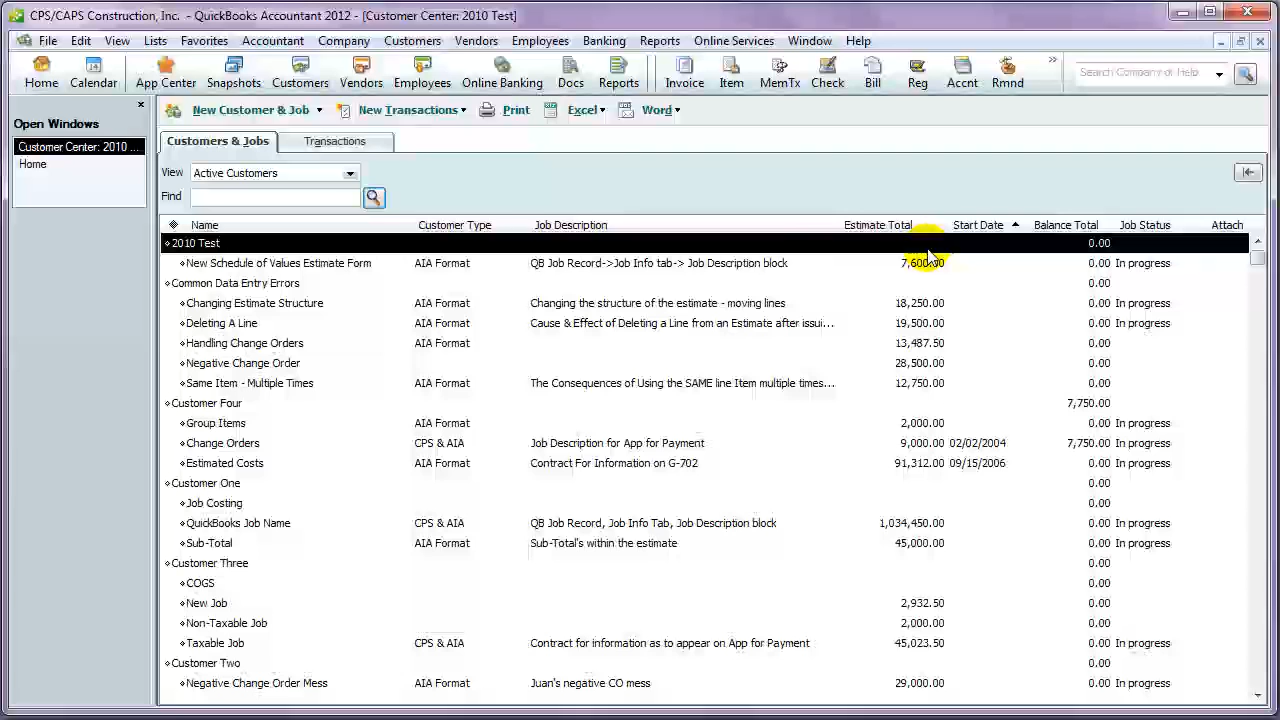 CPS/CAPS Construction, Inc. - QuickBooks Accountant 2012 - [Customer Center: 2010 Test]
File Edit View Lists Favorites Accountant Company Customers Vendors Employees Banking Reports Online Services Window Help
Home Calendar App Center Snapshots Customers Vendors Employees Online Banking Docs Reports Invoice Item MemTx Check Bill Reg Accnt Rmnd Search Company or Help
Open Windows
Customer Center: 2010 ...
Home
New Customer & Job New Transactions Print Excel Word
Customers & Jobs Transactions
View Active Customers
Find
Name Customer Type Job Description Estimate Total Start Date Balance Total Job Status Attach
2010 Test 0.00
New Schedule of Values Estimate Form AIA Format QB Job Record->Job Info tab-> Job Description block 7,600.00 0.00 In progress
Common Data Entry Errors 0.00
Changing Estimate Structure AIA Format Changing the structure of the estimate - moving lines 18,250.00 0.00 In progress
Deleting A Line AIA Format Cause & Effect of Deleting a Line from an Estimate after issui... 19,500.00 0.00 In progress
Handling Change Orders AIA Format 13,487.50 0.00
Negative Change Order 28,500.00 0.00
Same Item - Multiple Times AIA Format The Consequences of Using the SAME line Item multiple times... 12,750.00 0.00
Customer Four 7,750.00
Group Items AIA Format 2,000.00 0.00 In progress
Change Orders CPS & AIA Job Description for App for Payment 9,000.00 02/02/2004 7,750.00 In progress
Estimated Costs AIA Format Contract For Information on G-702 91,312.00 09/15/2006 0.00 In progress
Customer One 0.00
Job Costing 0.00
QuickBooks Job Name CPS & AIA QB Job Record, Job Info Tab, Job Description block 1,034,450.00 0.00 In progress
Sub-Total AIA Format Sub-Total's within the estimate 45,000.00 0.00 In progress
Customer Three 0.00
COGS 0.00
New Job 2,932.50 0.00
Non-Taxable Job 2,000.00 0.00
Taxable Job CPS & AIA Contract for information as to appear on App for Payment 45,023.50 0.00 In progress
Customer Two 0.00
Negative Change Order Mess AIA Format Juan's negative CO mess 29,000.00 0.00 In progress